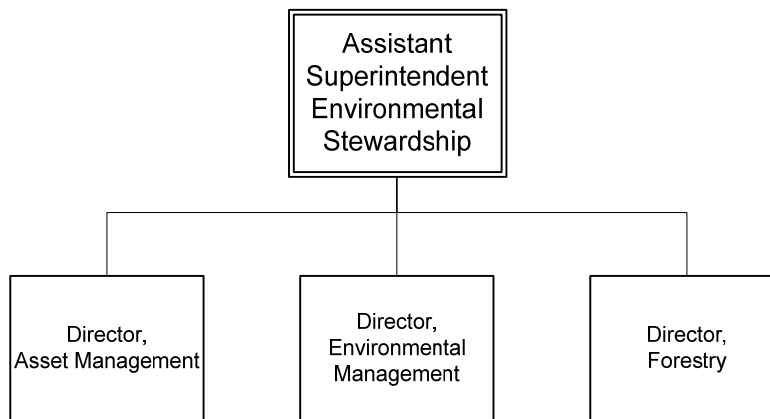 Assistant
Superintendent
Environmental
Stewardship
Director,
Asset Management
Director,
Environmental
Management
Director,
Forestry